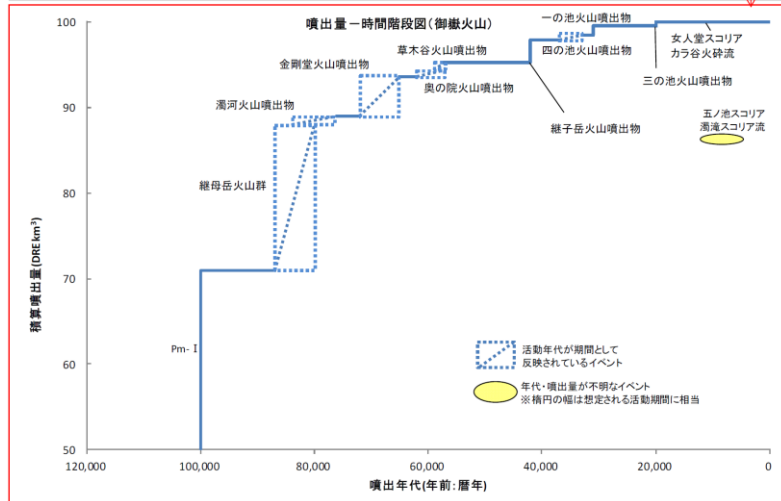 噴出量－時間階段図(御嶽火山)
一の池火山噴出物
草木谷火山噴出物
四の池火山噴出物
女人堂スコリア
カラ谷火砕流
金剛堂火山噴出物
奥の院火山噴出物
三の池火山噴出物
濁河火山噴出物
継子岳火山噴出物
五ノ池スコリア
濁滝スコリア流
継母岳火山群
Pm-Ⅰ
活動年代が期間として
反映されているイベント
年代・噴出量が不明なイベント
※楕円の幅は想定される活動期間に相当
積算噴出量(DRE km³)
100
90
80
70
60
50
120,000
100,000
80,000
60,000
40,000
20,000
0
噴出年代(年前:暦年)